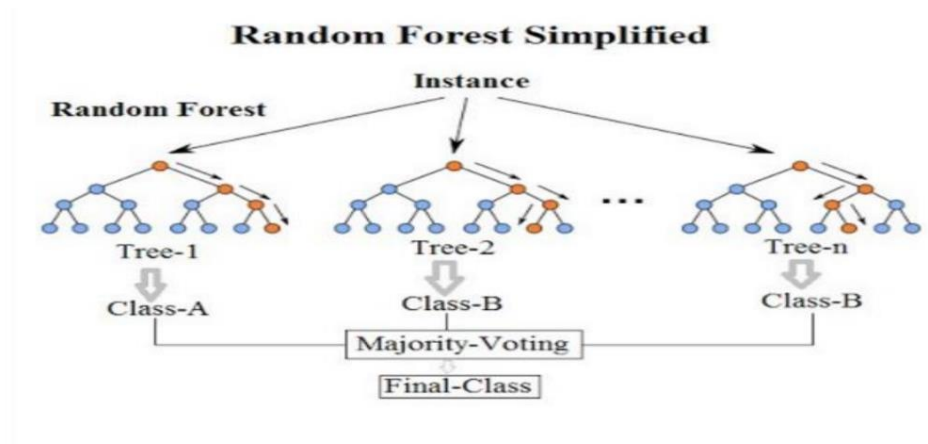 Random Forest Simplified
Instance
Random Forest
...
Tree-1 Tree-2 Tree-n
Class-A Class-B Class-B
Majority-Voting
Final-Class